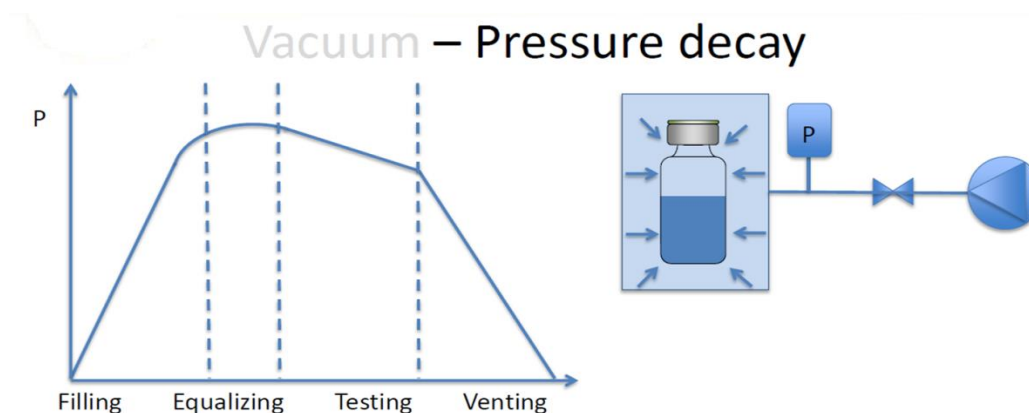 Vacuum – Pressure decay
P
P
Filling Equalizing Testing Venting